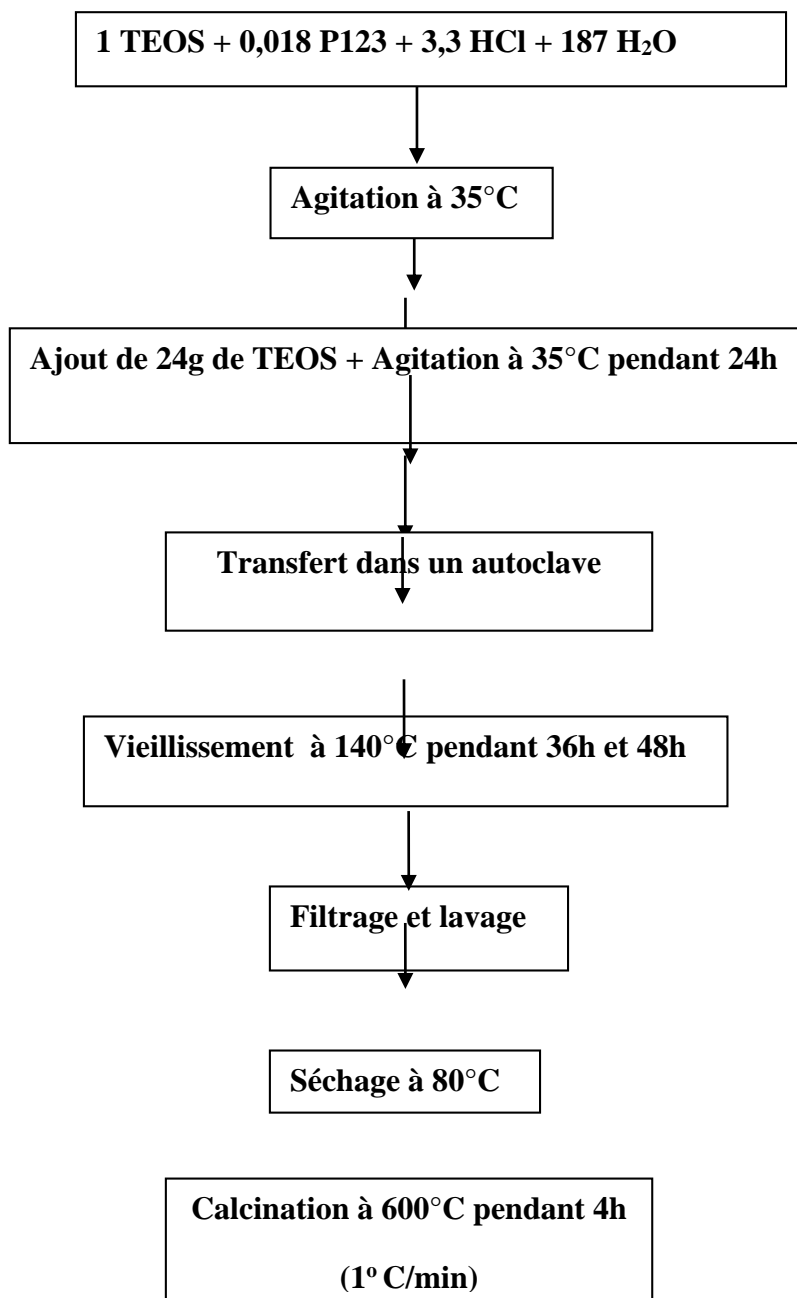 1 TEOS + 0,018 P123 + 3,3 HCl + 187 H₂O
Agitation à 35°C
Ajout de 24g de TEOS + Agitation à 35°C pendant 24h
Transfert dans un autoclave
Vieillissement à 140°C pendant 36h et 48h
Filtrage et lavage
Séchage à 80°C
Calcination à 600°C pendant 4h
(1º C/min)